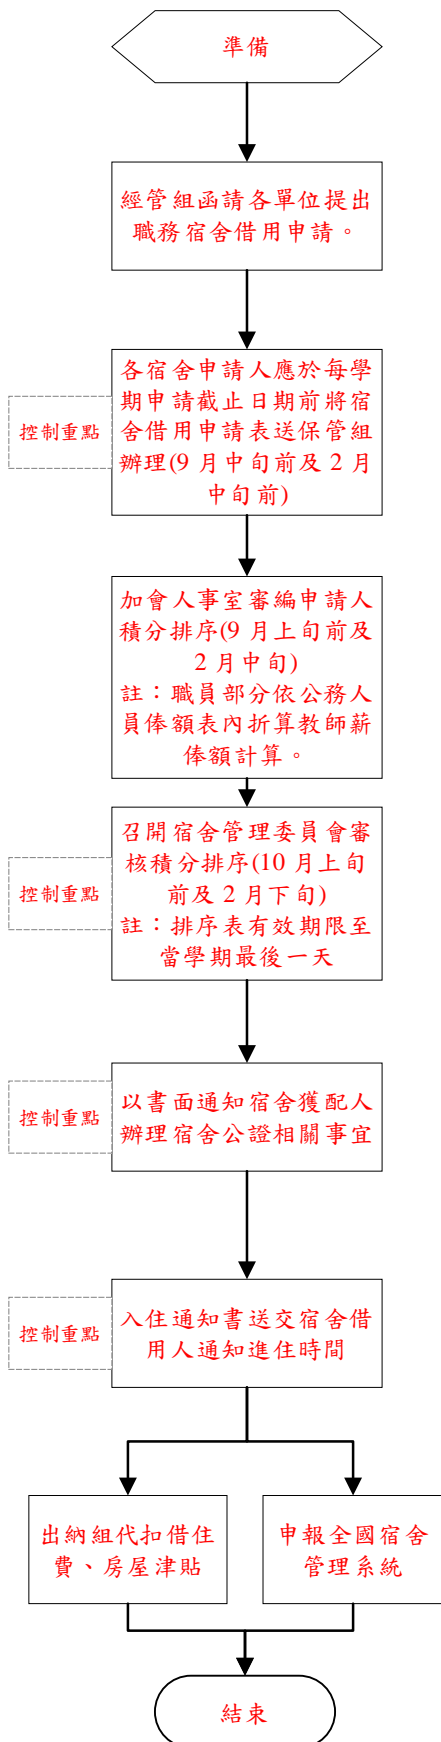 準備
經管組函請各單位提出
職務宿舍借用申請。
各宿舍申請人應於每學
期申請截止日期前將宿
舍借用申請表送保管組
辦理(9 月中旬前及 2 月
中旬前)
控制重點
加會人事室審編申請人
積分排序(9 月上旬前及
2 月中旬)
註：職員部分依公務人
員俸額表內折算教師薪
俸額計算。
召開宿舍管理委員會審
核積分排序(10 月上旬
前及 2 月下旬)
註：排序表有效期限至
當學期最後一天
控制重點
以書面通知宿舍獲配人
辦理宿舍公證相關事宜
控制重點
入住通知書送交宿舍借
用人通知進住時間
控制重點
出納組代扣借住
費、房屋津貼
申報全國宿舍
管理系統
結束